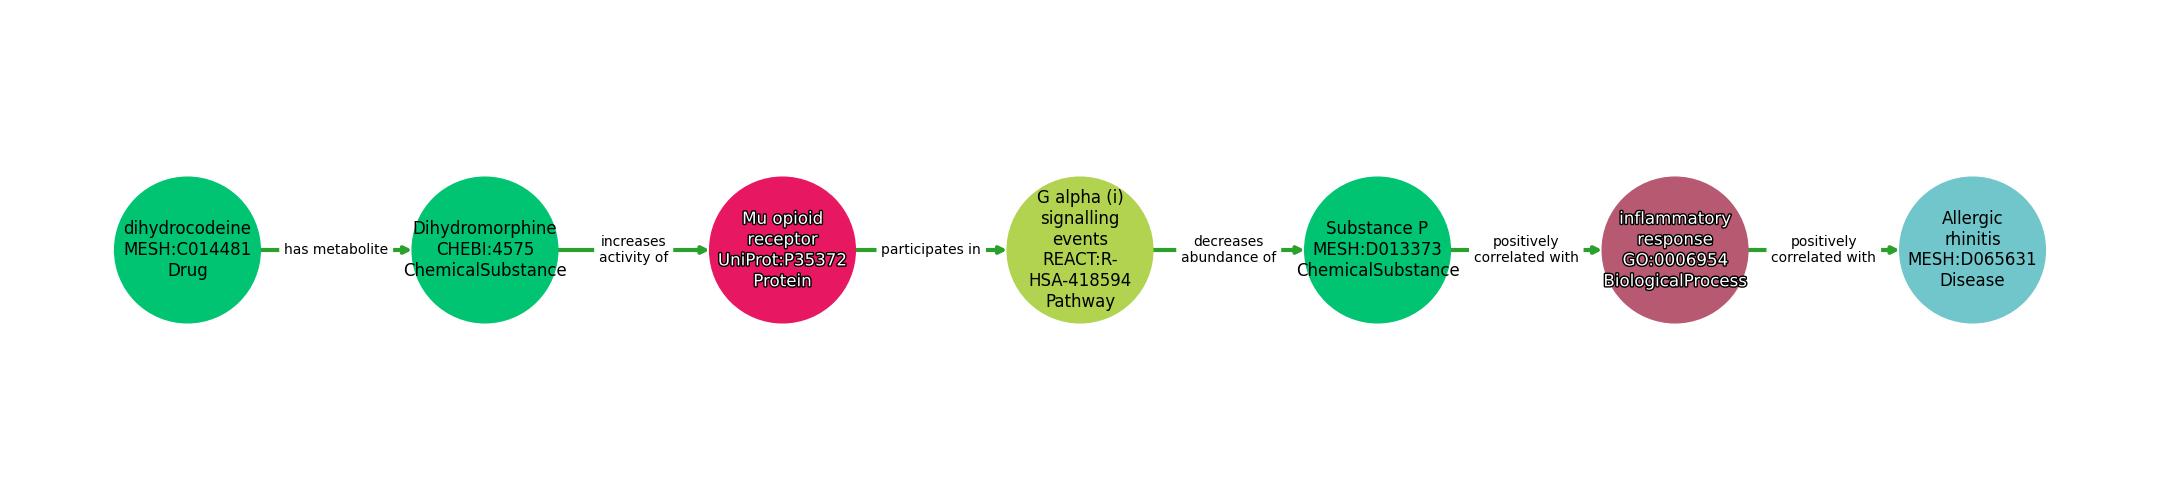 dihydrocodeine
MESH:C014481
Drug
has metabolite
Dihydromorphine
CHEBI:4575
ChemicalSubstance
increases
activity of
Mu opioid
receptor
UniProt:P35372
Protein
participates in
G alpha (i)
signalling
events
REACT:R-
HSA-418594
Pathway
decreases
abundance of
Substance P
MESH:D013373
ChemicalSubstance
positively
correlated with
inflammatory
response
GO:0006954
BiologicalProcess
positively
correlated with
Allergic
rhinitis
MESH:D065631
Disease